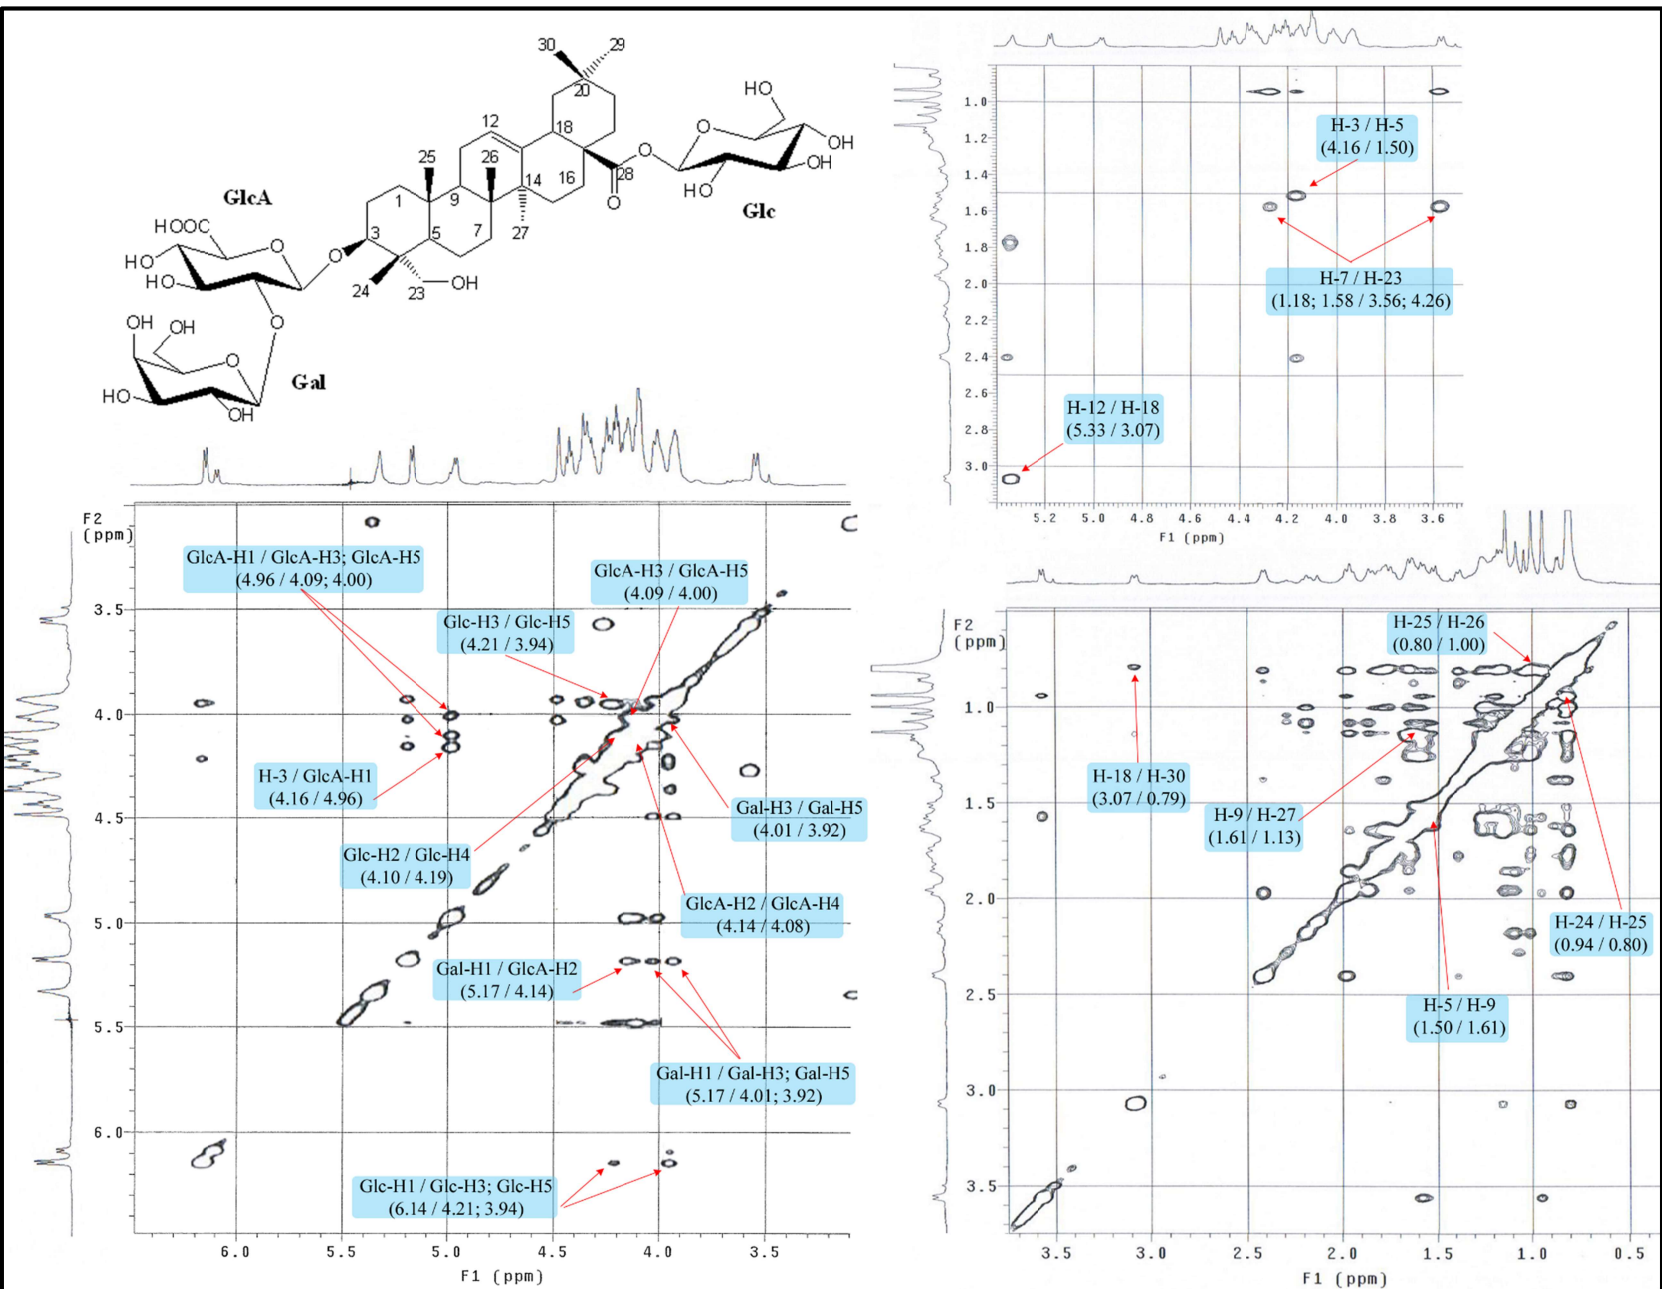 30
29
20
HO
12
18
O
OH
25
26
O
OH
14
16
28
HO
OH
GlcA
1
9
O
Glc
HOOC
3
5
7
27
O
O
HO
HO
24
23
OH
OH
OH
O
O
Gal
HO
OH
1.0
1.2
1.4
1.6
1.8
2.0
2.2
2.4
2.6
2.8
3.0
H-3 / H-5
(4.16 / 1.50)
H-7 / H-23
(1.18; 1.58 / 3.56; 4.26)
H-12 / H-18
(5.33 / 3.07)
5.2 5.0 4.8 4.6 4.4 4.2 4.0 3.8 3.6
F1 (ppm)
F2
(ppm)
3.5
4.0
4.5
5.0
5.5
6.0
GlcA-H1 / GlcA-H3; GlcA-H5
(4.96 / 4.09; 4.00)
GlcA-H3 / GlcA-H5
(4.09 / 4.00)
Glc-H3 / Glc-H5
(4.21 / 3.94)
H-3 / GlcA-H1
(4.16 / 4.96)
Gal-H3 / Gal-H5
(4.01 / 3.92)
Glc-H2 / Glc-H4
(4.10 / 4.19)
GlcA-H2 / GlcA-H4
(4.14 / 4.08)
Gal-H1 / GlcA-H2
(5.17 / 4.14)
Gal-H1 / Gal-H3; Gal-H5
(5.17 / 4.01; 3.92)
Glc-H1 / Glc-H3; Glc-H5
(6.14 / 4.21; 3.94)
6.0 5.5 5.0 4.5 4.0 3.5
F1 (ppm)
F2
(ppm)
1.0
1.5
2.0
2.5
3.0
3.5
H-25 / H-26
(0.80 / 1.00)
H-18 / H-30
(3.07 / 0.79)
H-9 / H-27
(1.61 / 1.13)
H-24 / H-25
(0.94 / 0.80)
H-5 / H-9
(1.50 / 1.61)
3.5 3.0 2.5 2.0 1.5 1.0 0.5
F1 (ppm)